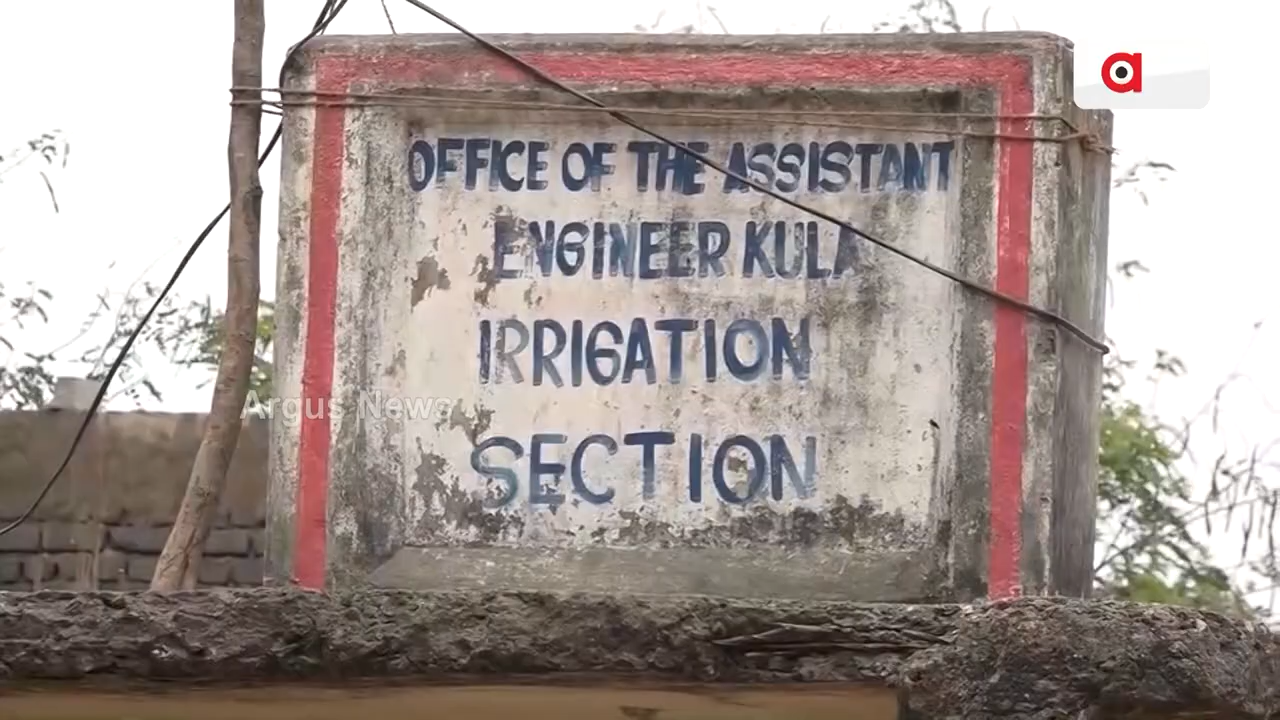 OFFICE OF THE ASSISTANT
ENGINEER KULA
IRRIGATION
SECTION
Argus News
a